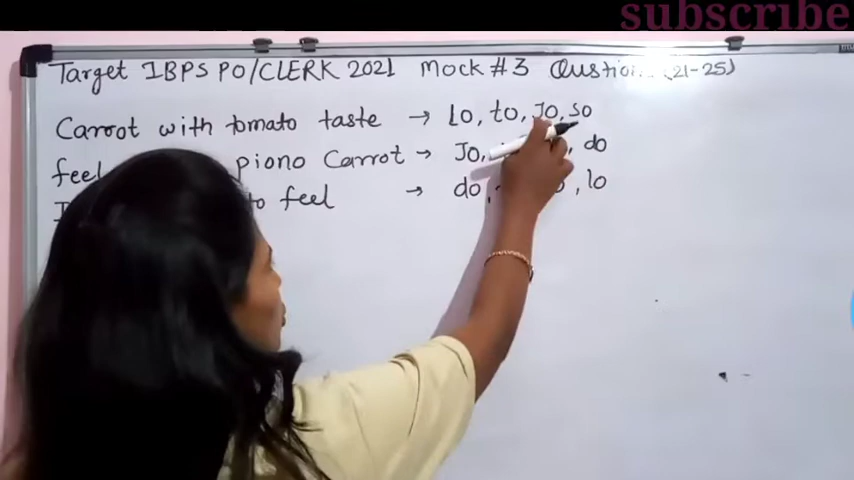 subscribe
Target IBPS PO/CLERK 2021 Mock #3 Qustion (21-25)
Carrot with tomato taste → Lo, to, Jo, so
feel piono Carrot → Jo, do
to feel → do, , lo